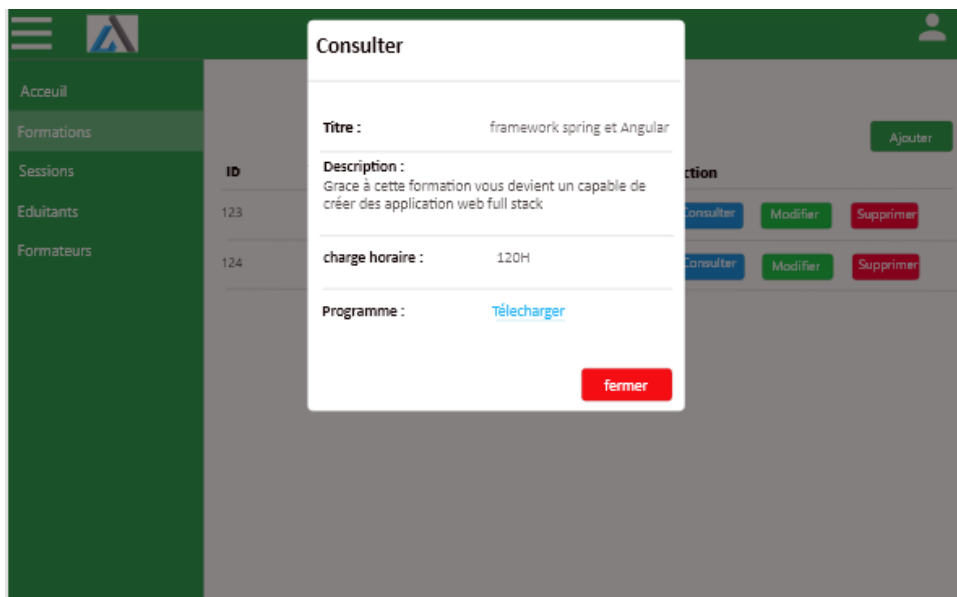 Consulter
Acceuil
Titre : framework spring et Angular
Formations
Ajouter
Description :
Sessions
ID
ction
Grace à cette formation vous devient un capable de
créer des application web full stack
Eduitants
123
Consulter Modifier Supprimer
Formateurs
charge horaire : 120H
124
Consulter Modifier Supprimer
Programme : Télecharger
fermer